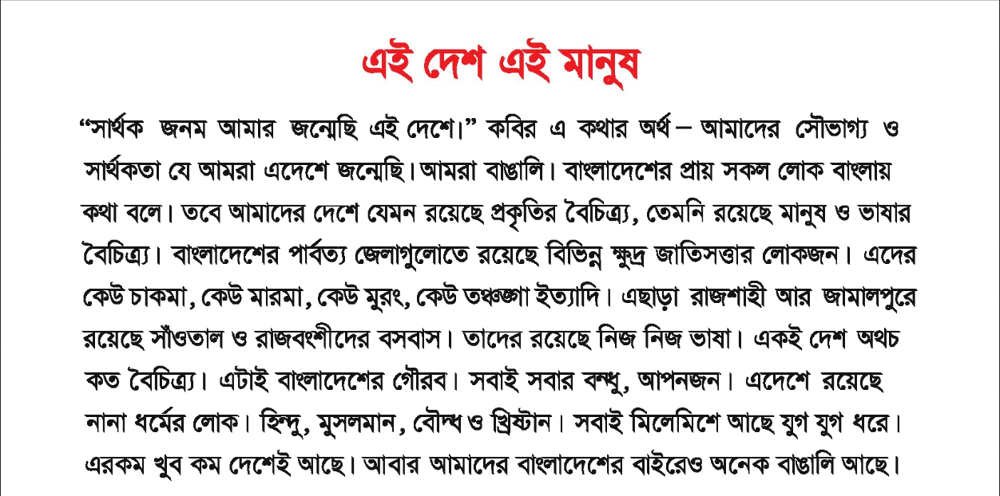 এই দেশ এই মানুষ
“সার্থক জনম আমার জন্মেছি এই দেশে।” কবির এ কথার অর্থ – আমাদের সৌভাগ্য ও
সার্থকতা যে আমরা এদেশে জন্মেছি। আমরা বাঙালি। বাংলাদেশের প্রায় সকল লোক বাংলায়
কথা বলে। তবে আমাদের দেশে যেমন রয়েছে প্রকৃতির বৈচিত্র্য, তেমনি রয়েছে মানুষ ও ভাষার
বৈচিত্র্য। বাংলাদেশের পার্বত্য জেলাগুলোতে রয়েছে বিভিন্ন ক্ষুদ্র জাতিসত্তার লোকজন। এদের
কেউ চাকমা, কেউ মারমা, কেউ মুরং, কেউ তঞ্চঙ্গা ইত্যাদি। এছাড়া রাজশাহী আর জামালপুরে
রয়েছে সাঁওতাল ও রাজবংশীদের বসবাস। তাদের রয়েছে নিজ নিজ ভাষা। একই দেশ অথচ
কত বৈচিত্র্য। এটাই বাংলাদেশের গৌরব। সবাই সবার বন্ধু, আপনজন। এদেশে রয়েছে
নানা ধর্মের লোক। হিন্দু, মুসলমান, বৌদ্ধ ও খ্রিষ্টান। সবাই মিলেমিশে আছে যুগ যুগ ধরে।
এরকম খুব কম দেশেই আছে। আবার আমাদের বাংলাদেশের বাইরেও অনেক বাঙালি আছে।